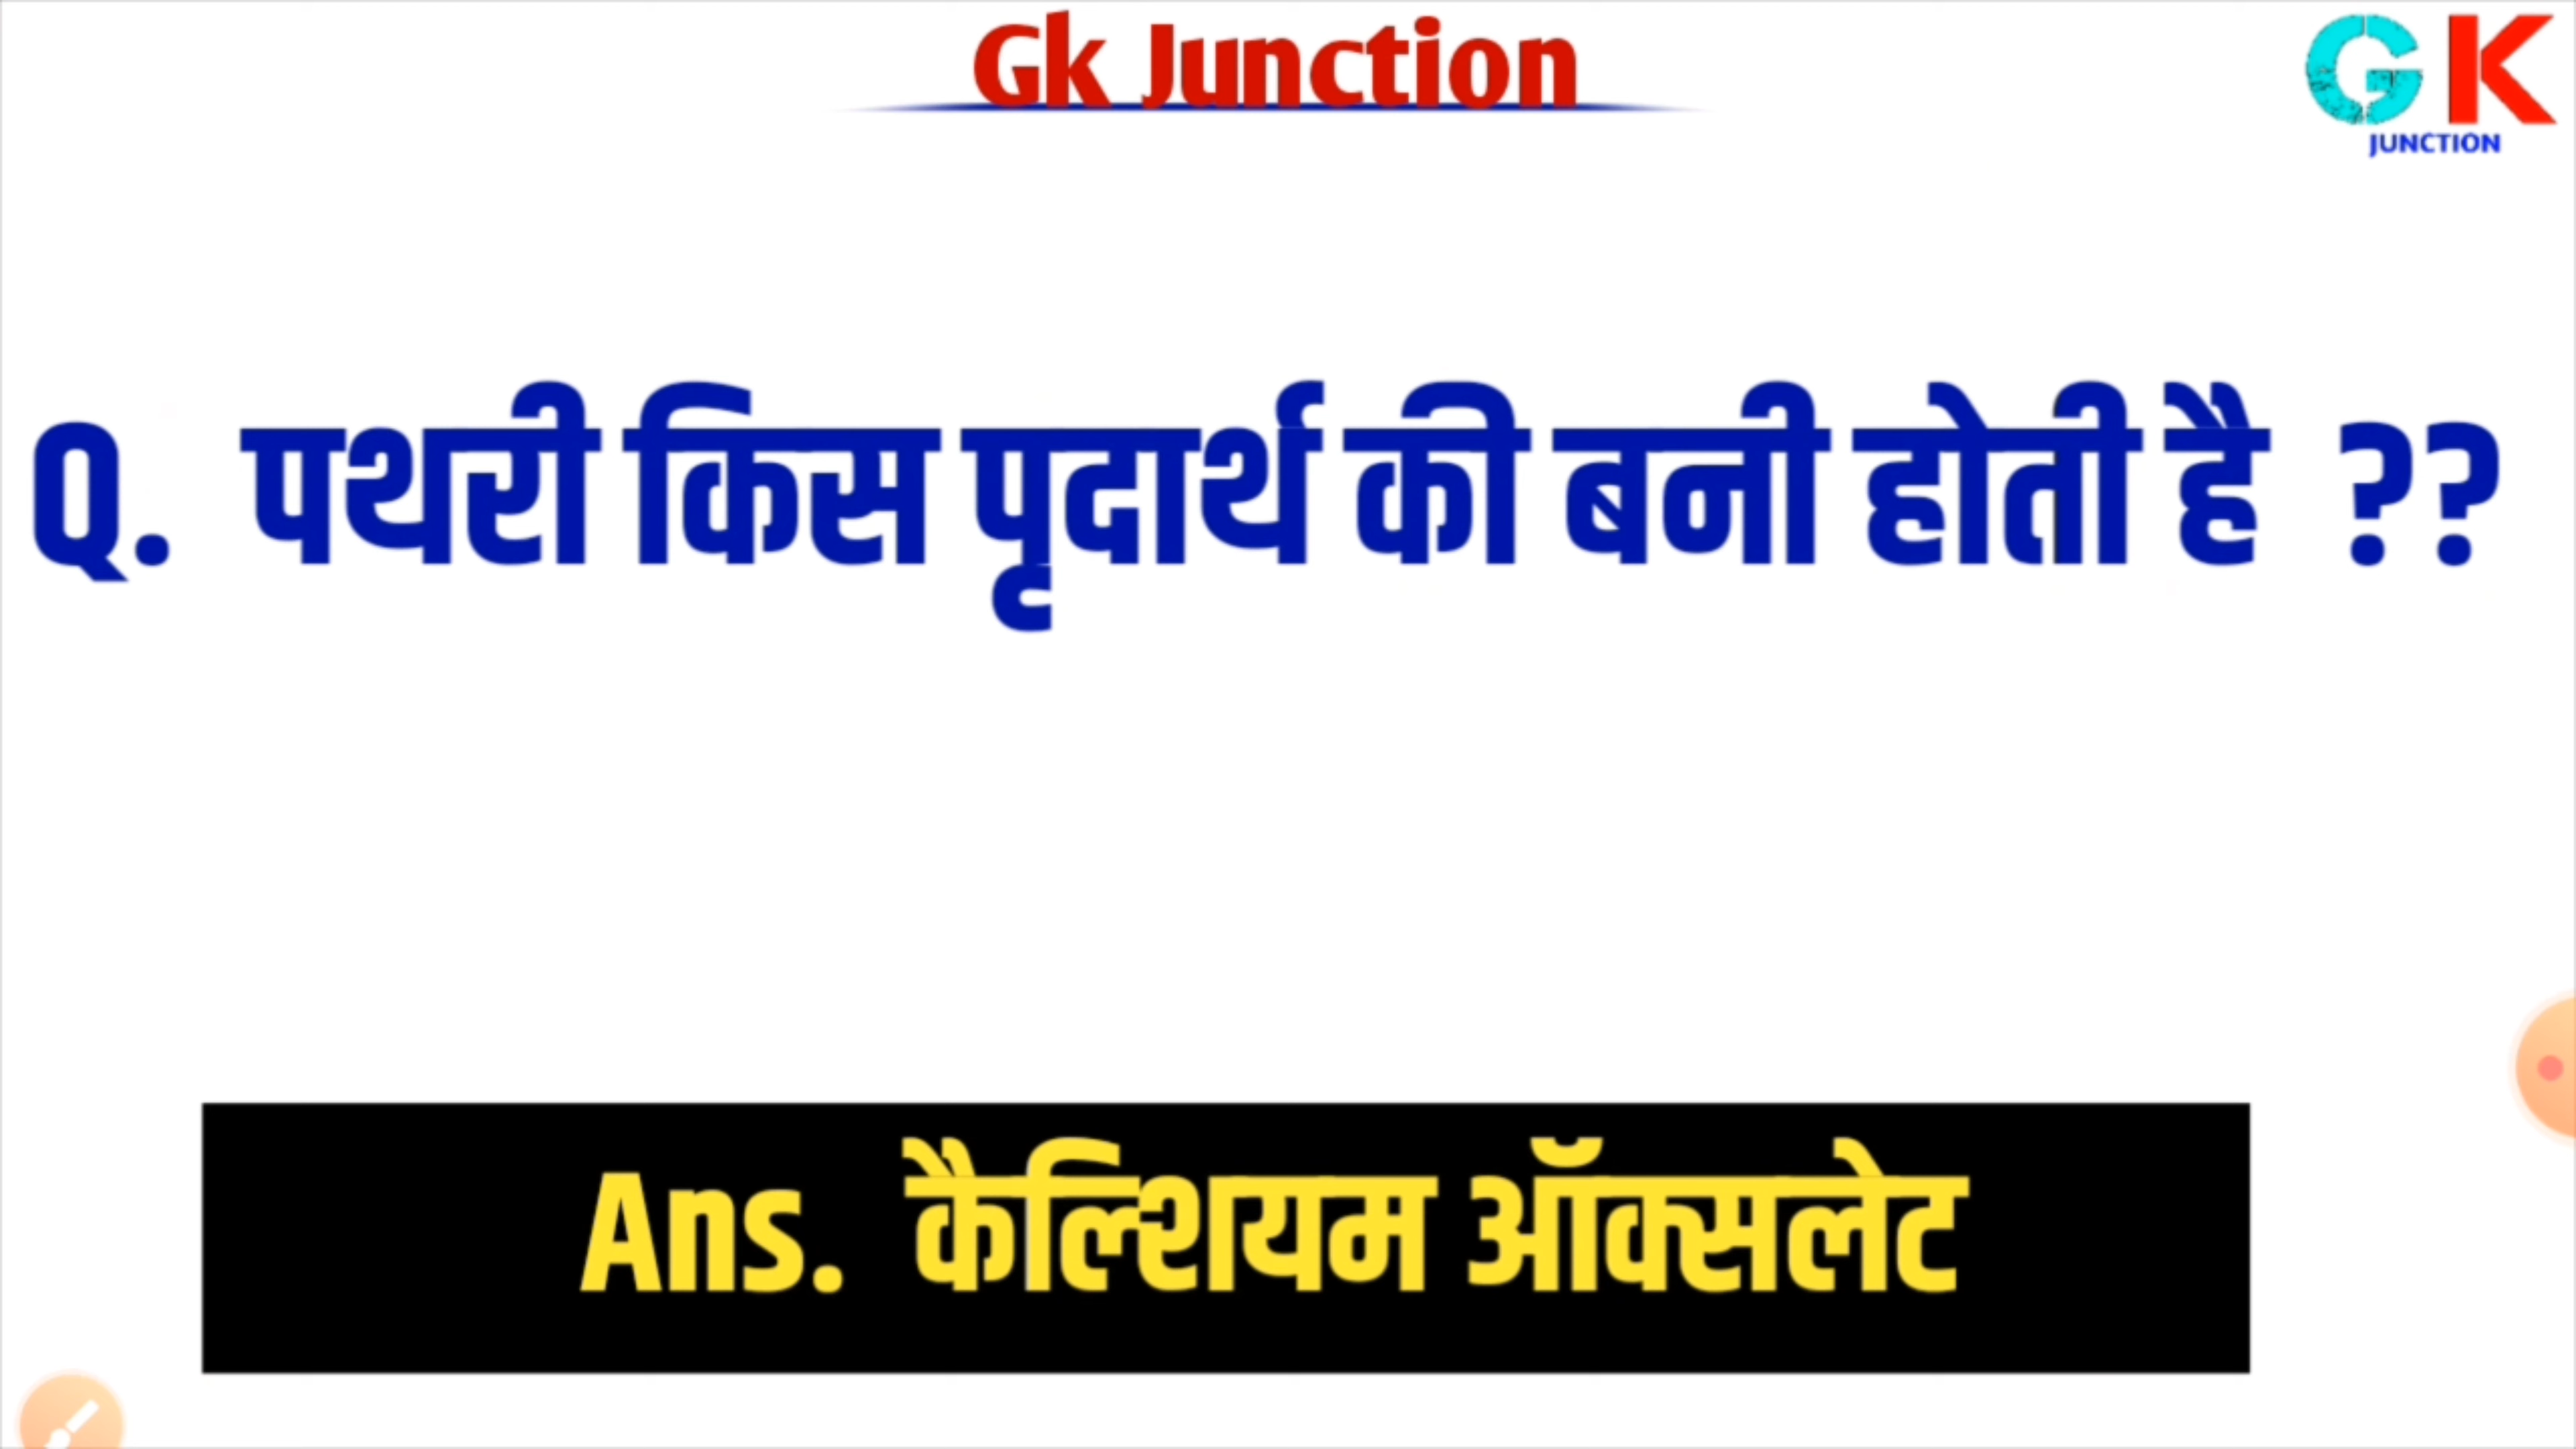 Gk Junction
GK
JUNCTION
Q. पथरी किस पृदार्थ की बनी होती है ??
Ans. कैल्शियम ऑक्सलेट